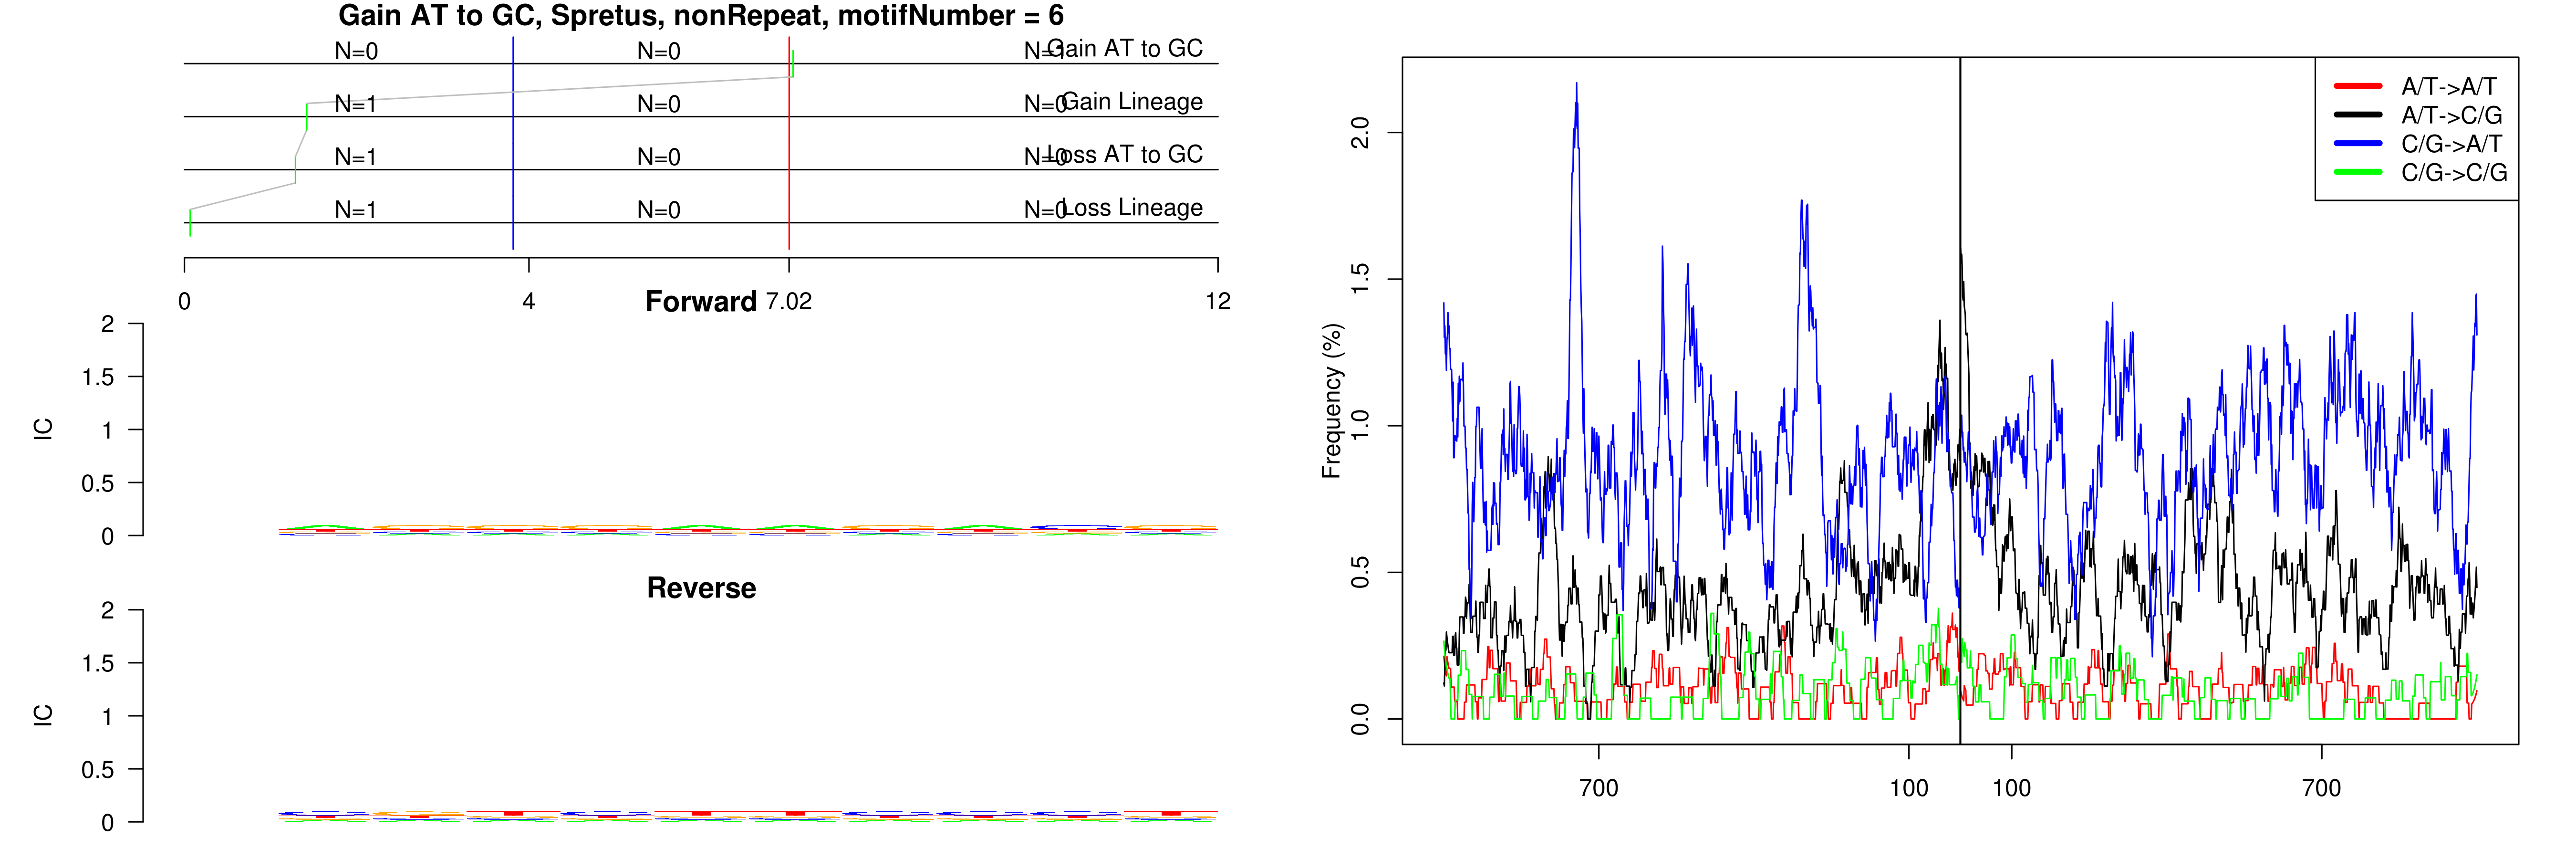 Gain AT to GC, Spretus, nonRepeat, motifNumber = 6
N=0 N=0 N=1 Gain AT to GC
N=1 N=0 N=0 Gain Lineage
N=1 N=0 N=0 Loss AT to GC
N=1 N=0 N=0 Loss Lineage
0 4 7.02 12
Forward
2
1.5
1
0.5
0
IC
Reverse
2
1.5
1
0.5
0
IC
A/T->A/T
A/T->C/G
C/G->A/T
C/G->C/G
2.0
1.5
1.0
0.5
0.0
Frequency (%)
700 100 100 700